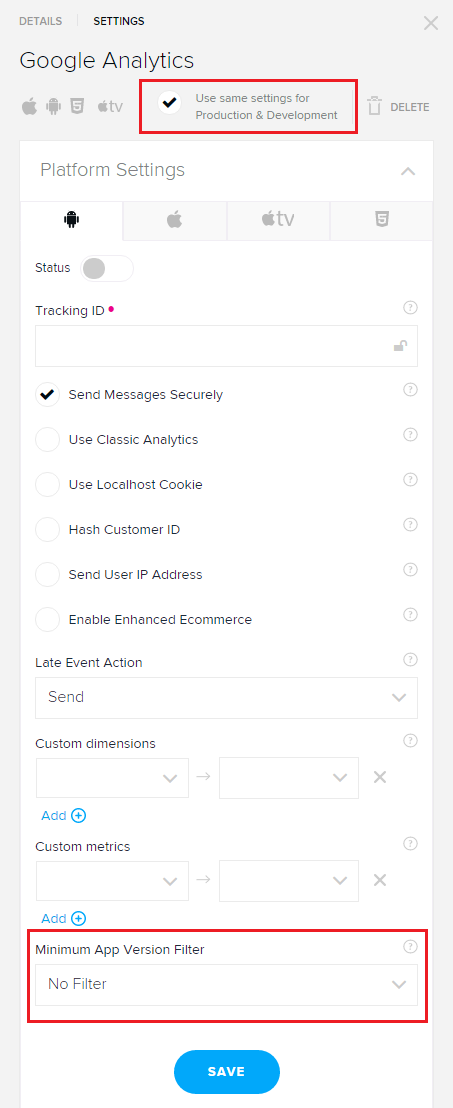 DETAILS
SETTINGS
Google Analytics
tv
Use same settings for
Production & Development
DELETE
Platform Settings
tv
Status
Tracking ID
Send Messages Securely
Use Classic Analytics
Use Localhost Cookie
Hash Customer ID
Send User IP Address
Enable Enhanced Ecommerce
Late Event Action
Send
Custom dimensions
Add
Custom metrics
Add
Minimum App Version Filter
No Filter
SAVE